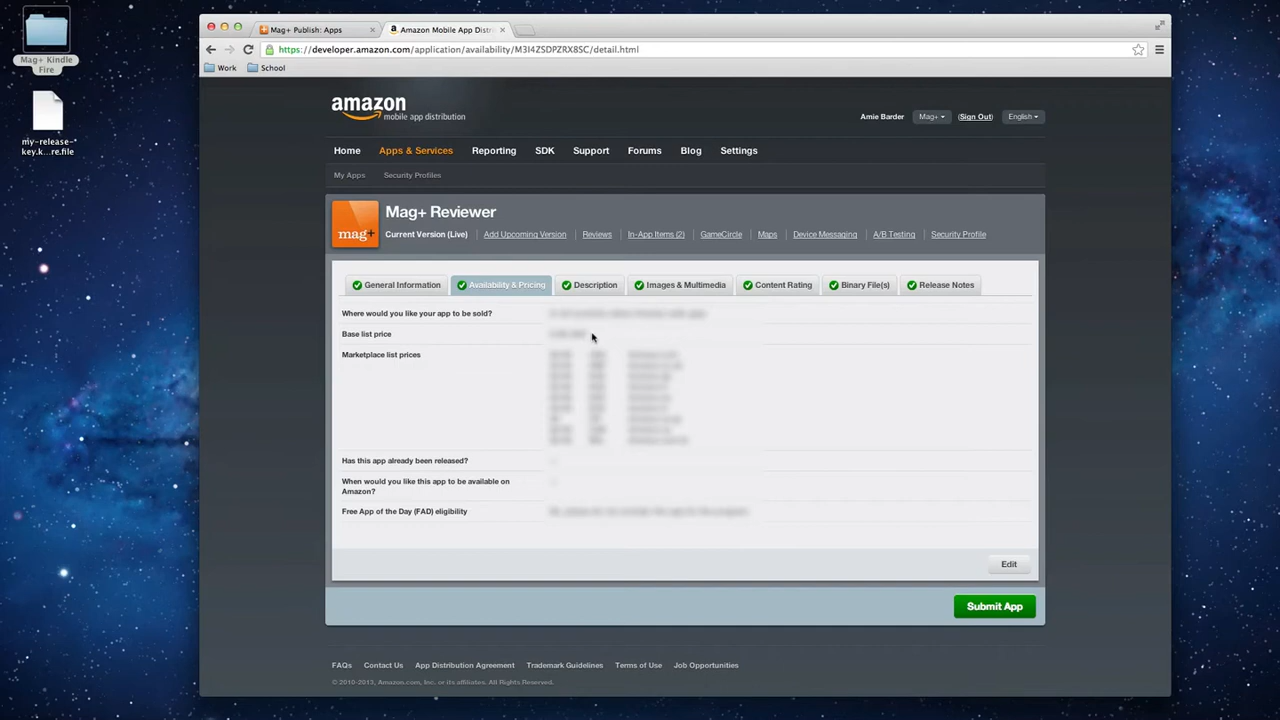 Mag+ Kindle
Fire
my-release-
key.k...re.file
Mag+ Publish: Apps
Amazon Mobile App Distri
https://developer.amazon.com/application/availability/M3I4ZSDPZRX8SC/detail.html
Work School
amazon
mobile app distribution
Amie Barder Mag+ (Sign Out) English
Home Apps & Services Reporting SDK Support Forums Blog Settings
My Apps Security Profiles
mag+
Mag+ Reviewer
Current Version (Live) Add Upcoming Version Reviews In-App Items (2) GameCircle Maps Device Messaging A/B Testing Security Profile
General Information Availability & Pricing Description Images & Multimedia Content Rating Binary File(s) Release Notes
Where would you like your app to be sold?
Base list price
Marketplace list prices
Has this app already been released?
When would you like this app to be available on
Amazon?
Free App of the Day (FAD) eligibility
Edit
Submit App
FAQs Contact Us App Distribution Agreement Trademark Guidelines Terms of Use Job Opportunities
© 2010-2013, Amazon.com, Inc. or its affiliates. All Rights Reserved.